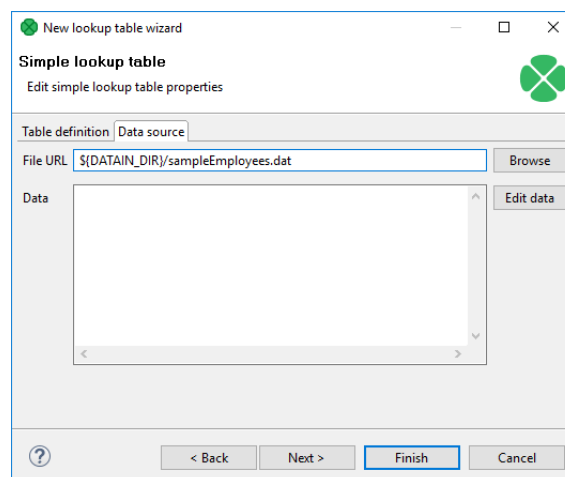 New lookup table wizard
Simple lookup table
Edit simple lookup table properties
Table definition Data source
File URL ${DATAIN_DIR}/sampleEmployees.dat Browse
Data Edit data
? < Back Next > Finish Cancel